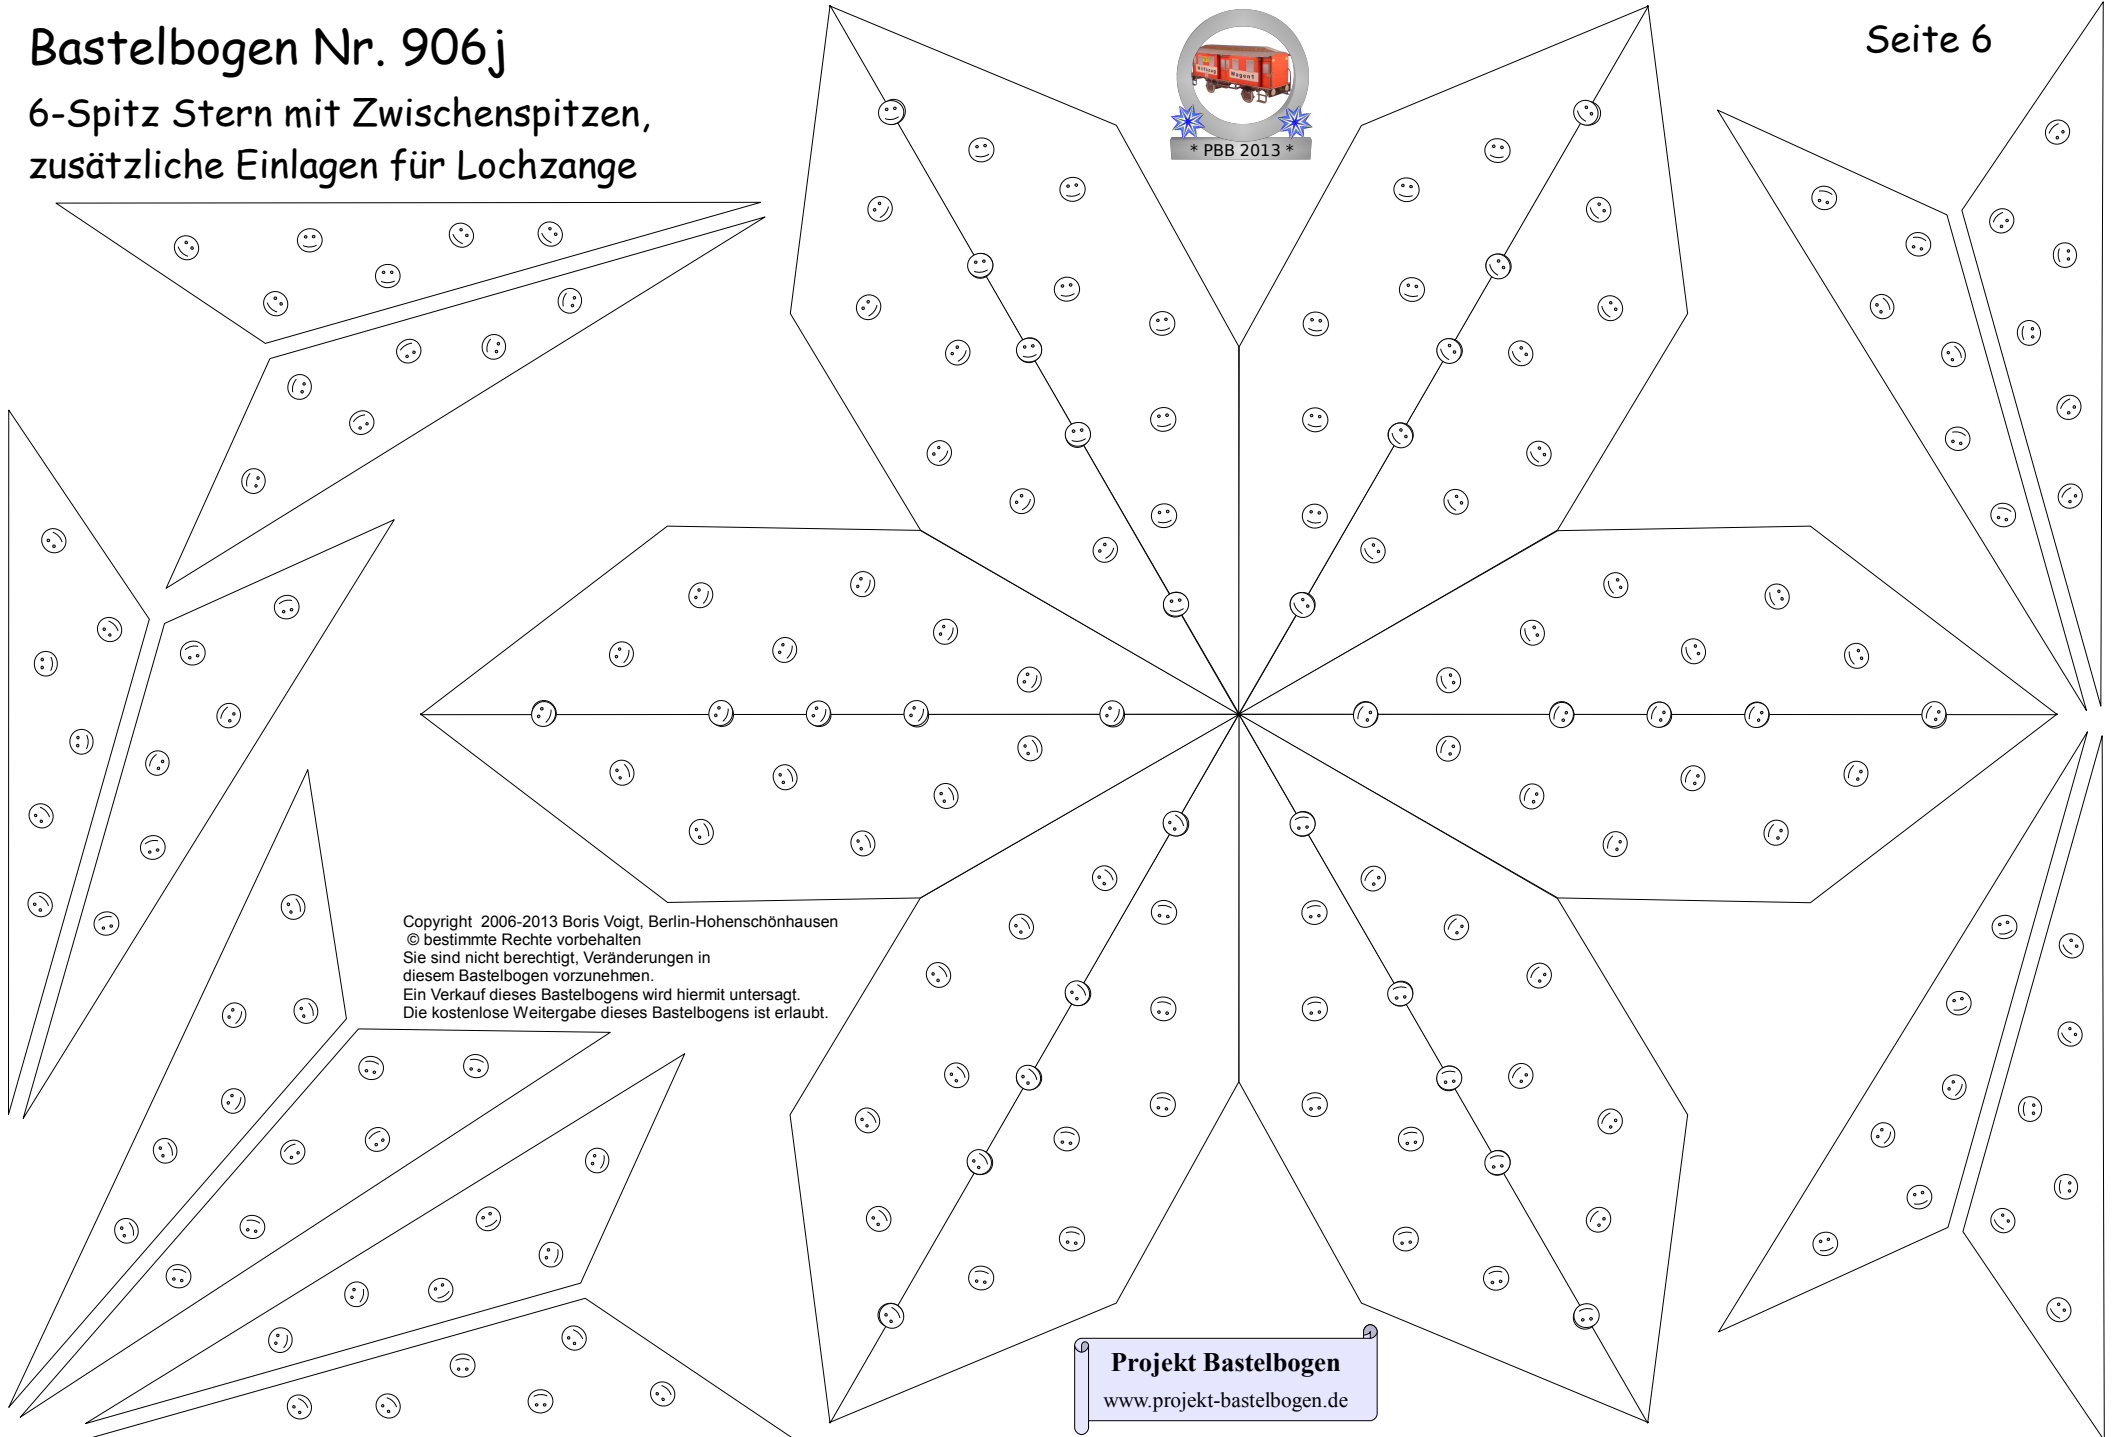 Bastelbogen Nr. 906j
6-Spitz Stern mit Zwischenspitzen,
zusätzliche Einlagen für Lochzange
Wagen 1
* PBB 2013 *
Seite 6
Copyright 2006-2013 Boris Voigt, Berlin-Hohenschönhausen
© bestimmte Rechte vorbehalten
Sie sind nicht berechtigt, Veränderungen in
diesem Bastelbogen vorzunehmen.
Ein Verkauf dieses Bastelbogens wird hiermit untersagt.
Die kostenlose Weitergabe dieses Bastelbogens ist erlaubt.
Projekt Bastelbogen
www.projekt-bastelbogen.de